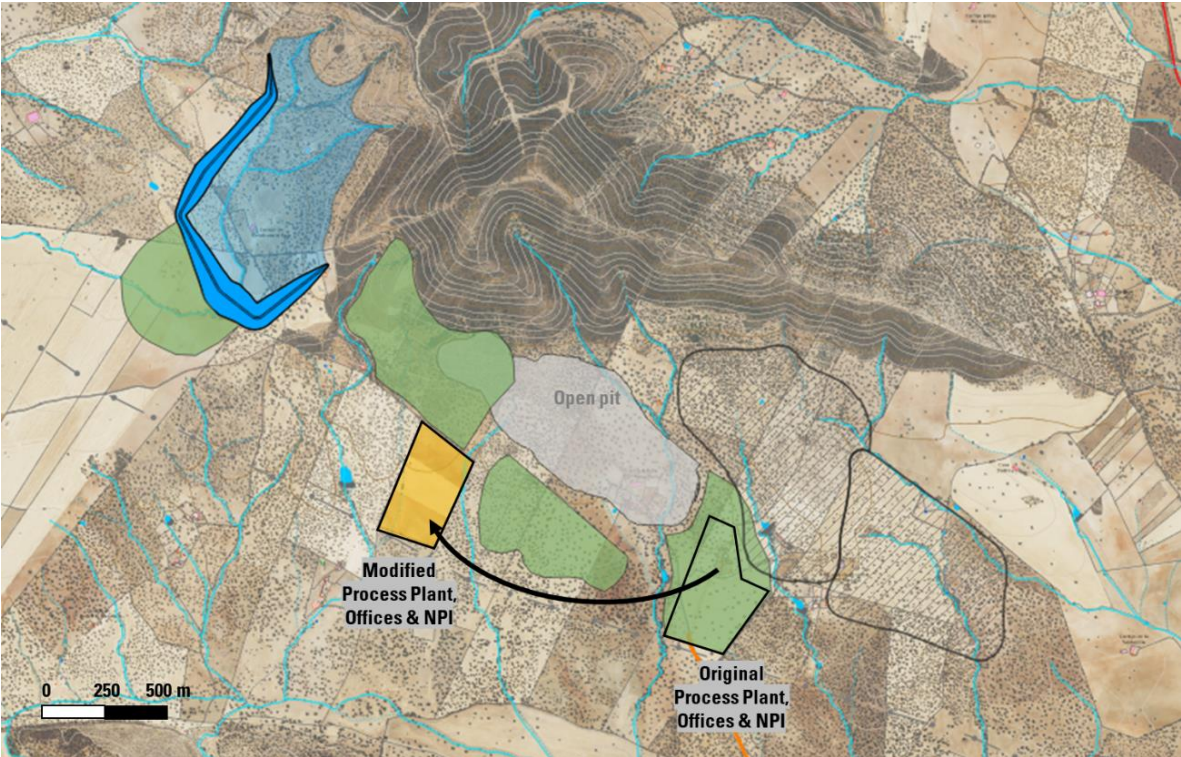 Open pit
Modified
Process Plant,
Offices & NPI
Original
Process Plant,
Offices & NPI
0 250 500 m